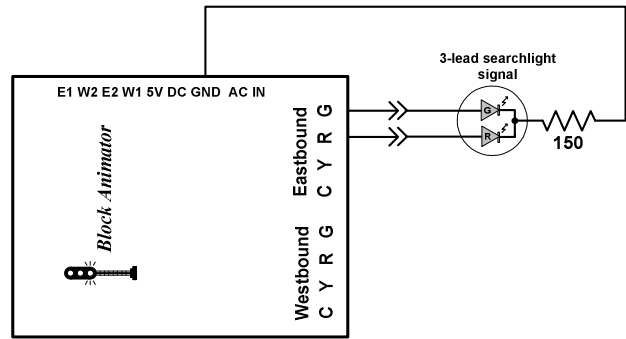 3-lead searchlight
signal
E1 W2 E2 W1 5V DC GND AC IN
Block Animator
Eastbound
G
R
Y
C
Westbound
G
R
Y
C
G
R
150